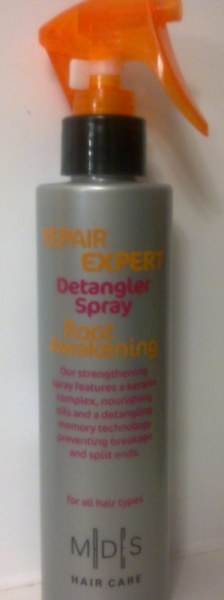 REPAIR
EXPERT
Detangler
Spray
Root
Awakening
Our strengthening
spray features a keratin
complex, nourishing
oils and a detangling
memory technology
preventing breakage
and split ends.
for all hair types
M|D|S
HAIR CARE